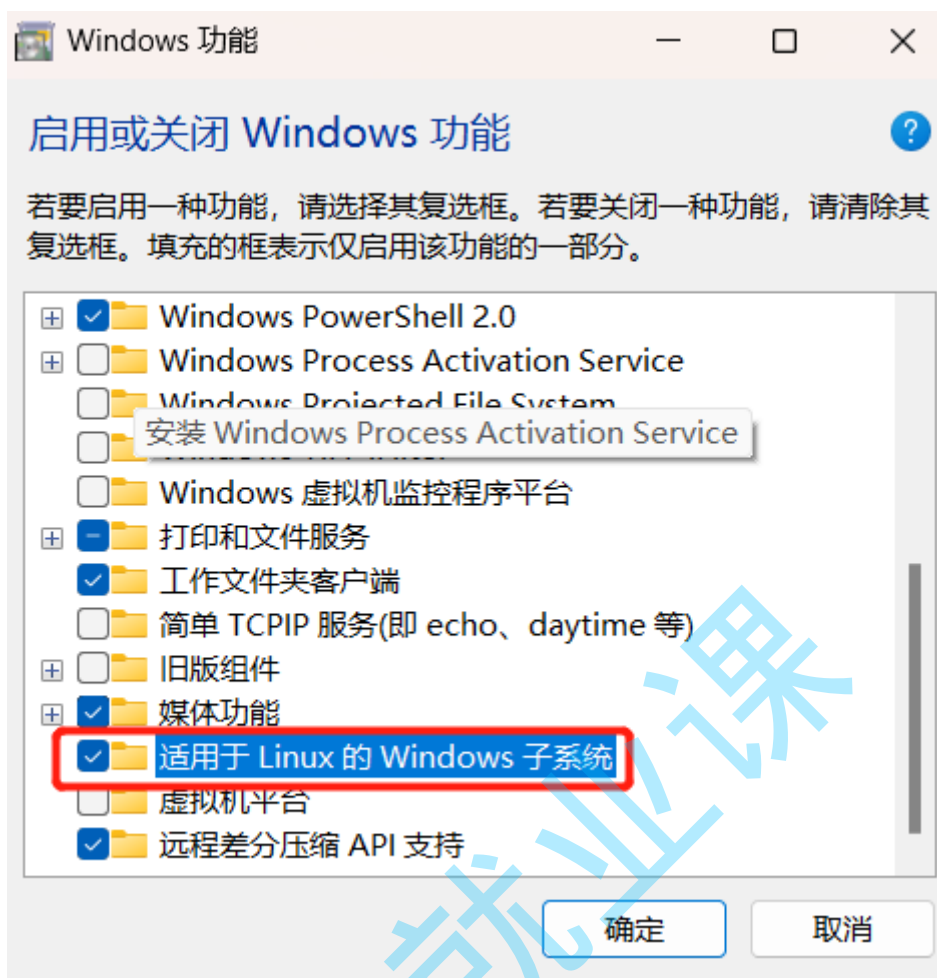 Windows 功能
启用或关闭 Windows 功能
若要启用一种功能，请选择其复选框。若要关闭一种功能，请清除其
复选框。填充的框表示仅启用该功能的一部分。
Windows PowerShell 2.0
Windows Process Activation Service
Windows Projected File System
安装 Windows Process Activation Service
Windows 虚拟机监控程序平台
打印和文件服务
工作文件夹客户端
简单 TCPIP 服务(即 echo、daytime 等)
旧版组件
媒体功能
适用于 Linux 的 Windows 子系统
虚拟机平台
远程差分压缩 API 支持
确定
取消
就业课